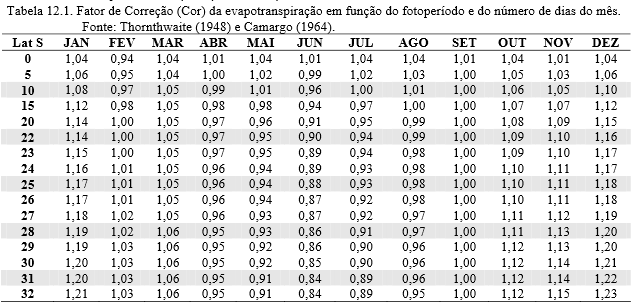 Tabela 12.1. Fator de Correção (Cor) da evapotranspiração em função do fotoperíodo e do número de dias do mês.
Fonte: Thornthwaite (1948) e Camargo (1964).
Lat S JAN FEV MAR ABR MAI JUN JUL AGO SET OUT NOV DEZ
0 1,04 0,94 1,04 1,01 1,04 1,01 1,04 1,04 1,01 1,04 1,01 1,04
5 1,06 0,95 1,04 1,00 1,02 0,99 1,02 1,03 1,00 1,05 1,03 1,06
10 1,08 0,97 1,05 0,99 1,01 0,96 1,00 1,01 1,00 1,06 1,05 1,10
15 1,12 0,98 1,05 0,98 0,98 0,94 0,97 1,00 1,00 1,07 1,07 1,12
20 1,14 1,00 1,05 0,97 0,96 0,91 0,95 0,99 1,00 1,08 1,09 1,15
22 1,14 1,00 1,05 0,97 0,95 0,90 0,94 0,99 1,00 1,09 1,10 1,16
23 1,15 1,00 1,05 0,97 0,95 0,89 0,94 0,98 1,00 1,09 1,10 1,17
24 1,16 1,01 1,05 0,96 0,94 0,89 0,93 0,98 1,00 1,10 1,11 1,17
25 1,17 1,01 1,05 0,96 0,94 0,88 0,93 0,98 1,00 1,10 1,11 1,18
26 1,17 1,01 1,05 0,96 0,94 0,87 0,92 0,98 1,00 1,10 1,11 1,18
27 1,18 1,02 1,05 0,96 0,93 0,87 0,92 0,97 1,00 1,11 1,12 1,19
28 1,19 1,02 1,06 0,95 0,93 0,86 0,91 0,97 1,00 1,11 1,13 1,20
29 1,19 1,03 1,06 0,95 0,92 0,86 0,90 0,96 1,00 1,12 1,13 1,20
30 1,20 1,03 1,06 0,95 0,92 0,85 0,90 0,96 1,00 1,12 1,14 1,21
31 1,20 1,03 1,06 0,95 0,91 0,84 0,89 0,96 1,00 1,12 1,14 1,22
32 1,21 1,03 1,06 0,95 0,91 0,84 0,89 0,95 1,00 1,12 1,15 1,23